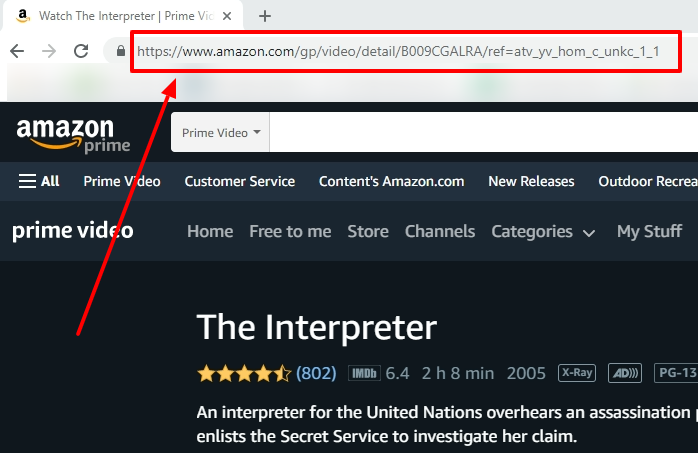 Watch The Interpreter | Prime Vic
https://www.amazon.com/gp/video/detail/B009CGALRA/ref=atv_yv_hom_c_unkc_1_1
amazon prime
Prime Video
All Prime Video Customer Service Content's Amazon.com New Releases Outdoor Recrea
prime video Home Free to me Store Channels Categories My Stuff
The Interpreter
(802) IMDb 6.4 2 h 8 min 2005 X-Ray AD))) PG-13
An interpreter for the United Nations overhears an assassination
enlists the Secret Service to investigate her claim.